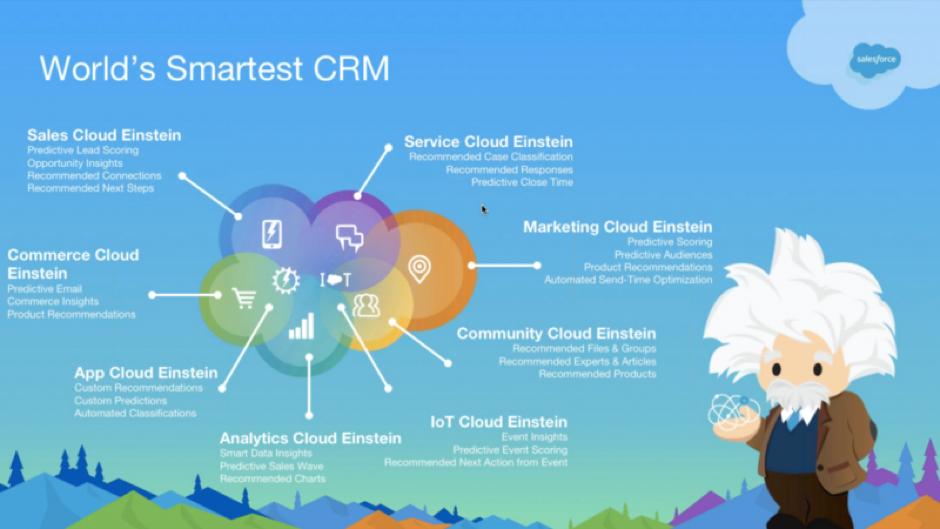 World's Smartest CRM
salesforce
Sales Cloud Einstein
Predictive Lead Scoring
Opportunity Insights
Recommended Connections
Recommended Next Steps
Service Cloud Einstein
Recommended Case Classification
Recommended Responses
Predictive Close Time
Marketing Cloud Einstein
Predictive Scoring
Predictive Audiences
Product Recommendations
Automated Send-Time Optimization
Commerce Cloud
Einstein
Predictive Email
Commerce Insights
Product Recommendations
I T
Community Cloud Einstein
Recommended Files & Groups
Recommended Experts & Articles
Recommended Products
App Cloud Einstein
Custom Recommendations
Custom Predictions
Automated Classifications
IoT Cloud Einstein
Event Insights
Predictive Event Scoring
Recommended Next Action from Event
Analytics Cloud Einstein
Smart Data Insights
Predictive Sales Wave
Recommended Charts